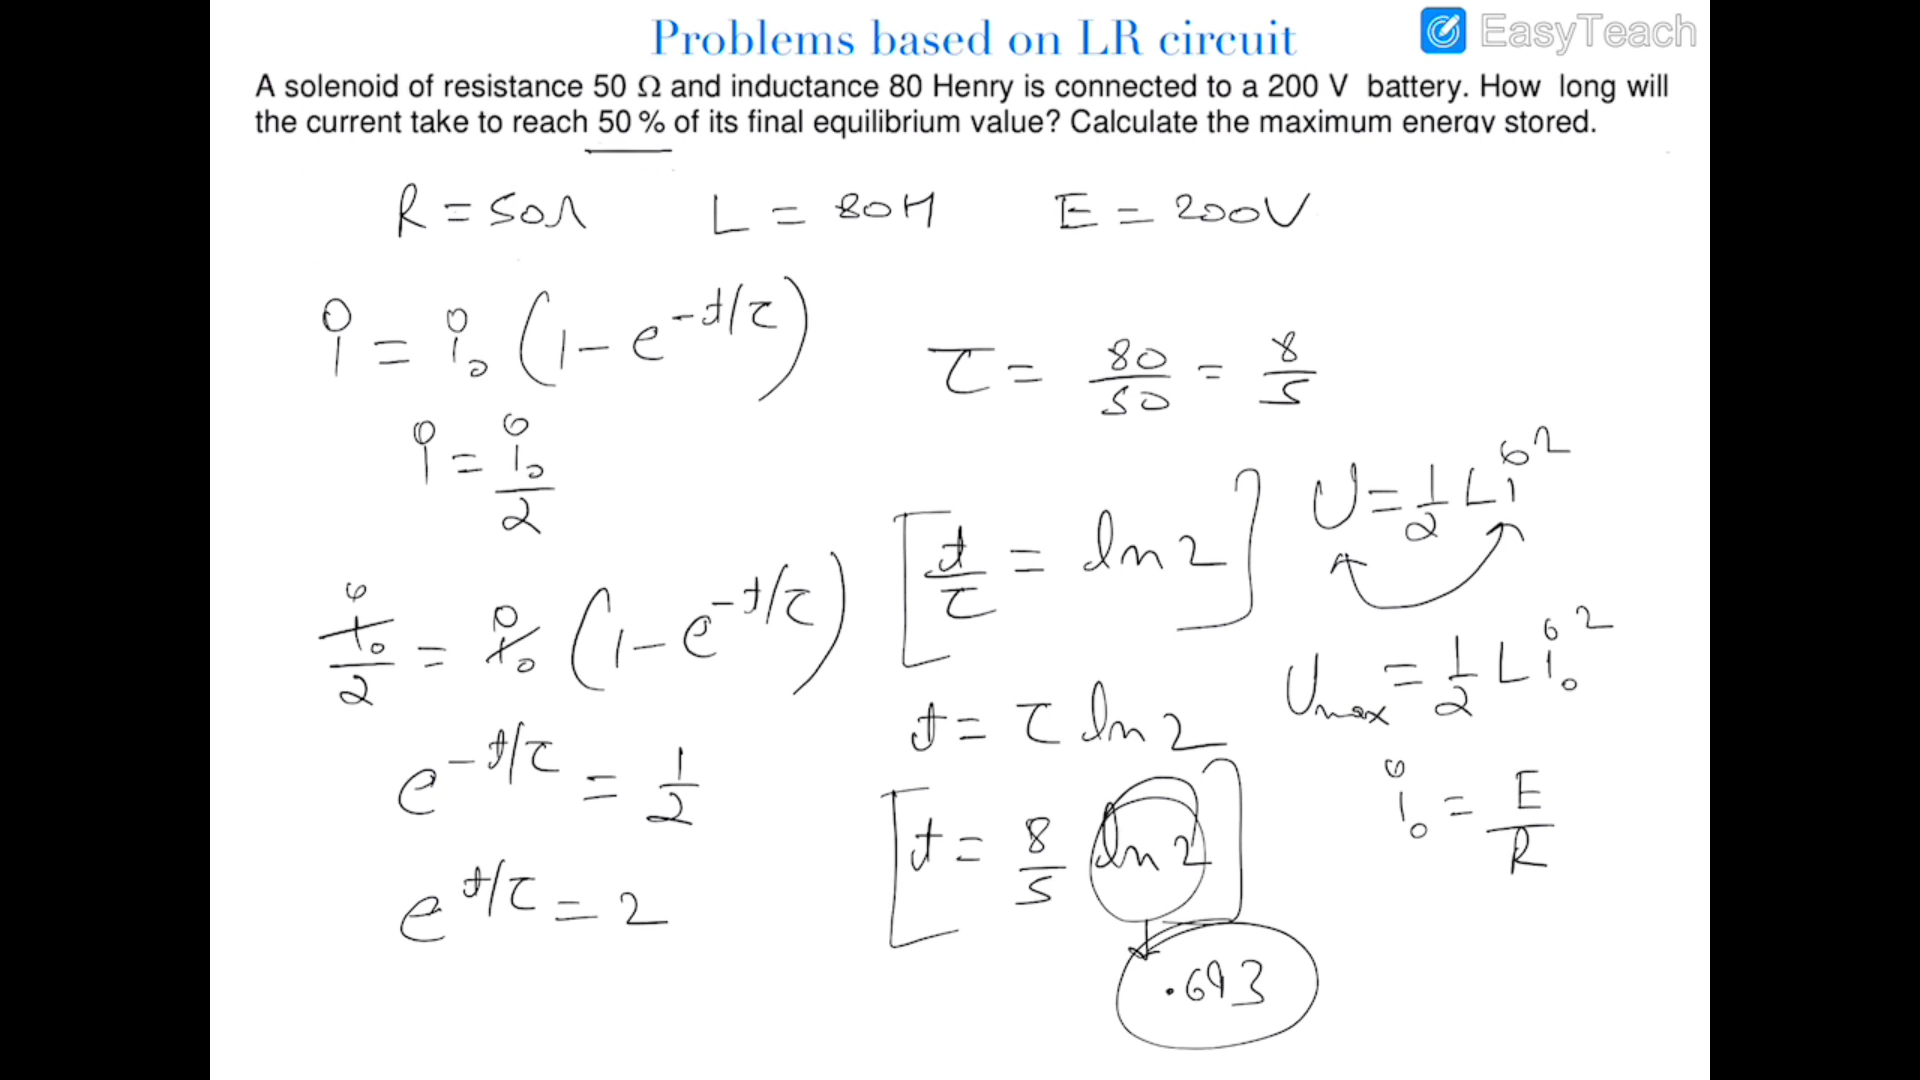 Problems based on LR circuit
EasyTeach
A solenoid of resistance 50 Ω and inductance 80 Henry is connected to a 200 V battery. How long will
the current take to reach 50 % of its final equilibrium value? Calculate the maximum energy stored.
R = 50Ω L = 80H E = 200V
i = i₀ (1 - e^{-t/τ})
τ = 80/50 = 8/5
i = i₀/2
i₀/2 = i₀ (1 - e^{-t/τ})
e^{-t/τ} = 1/2
e^{t/τ} = 2
[t/τ = ln 2]
t = τ ln 2
[t = 8/5 ln 2]
.693
U = 1/2 Li²
Umax = 1/2 Li₀²
i₀ = E/R